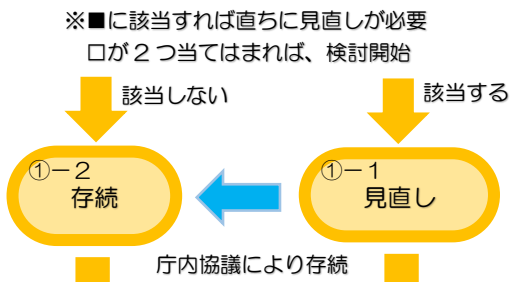 ※■に該当すれば直ちに見直しが必要
□が２つ当てはまれば、検討開始
該当しない
該当する
①－２
存続
①－１
見直し
庁内協議により存続